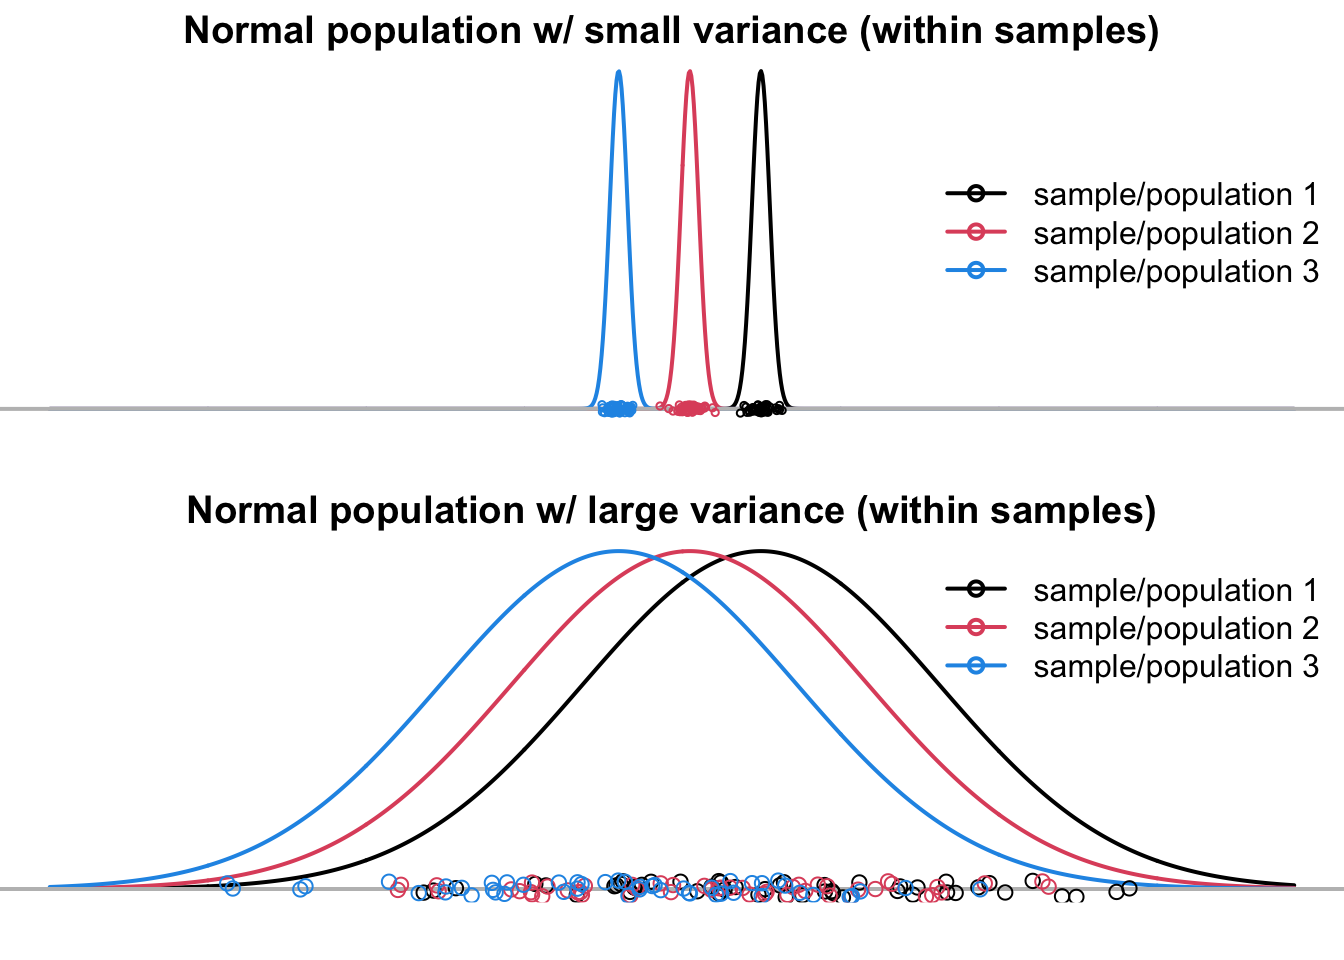 Normal population w/ small variance (within samples)
sample/population 1
sample/population 2
sample/population 3
Normal population w/ large variance (within samples)
sample/population 1
sample/population 2
sample/population 3